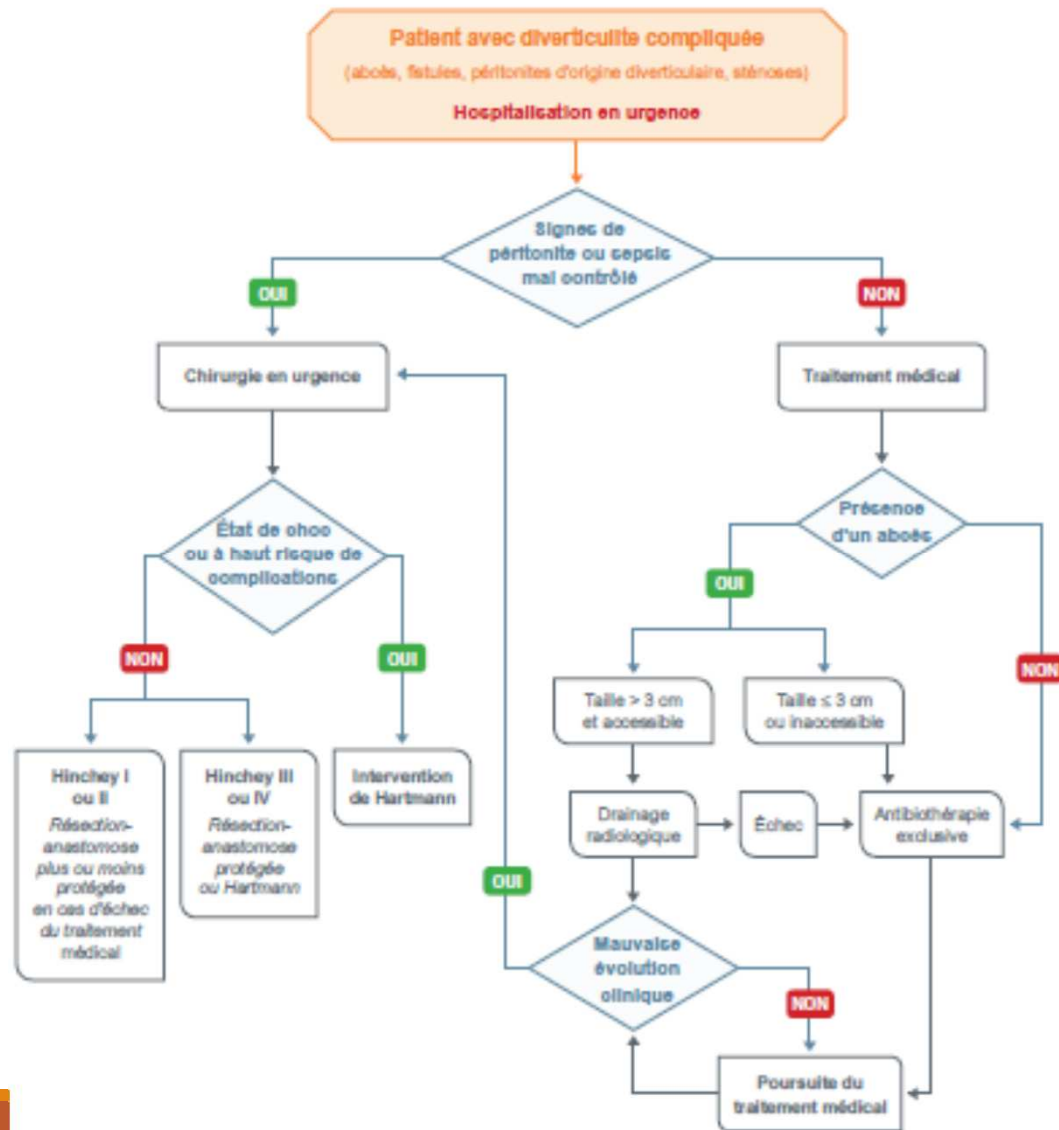 Patient avec diverticulite compliquée
(abcès, fistules, péritonites d'origine diverticulaire, sténoses)
Hospitalisation en urgence
Signes de
péritonite ou sepsis
mal contrôlé
OUI
NON
Chirurgie en urgence
Traitement médical
État de choc
ou à haut risque de
complications
Présence
d'un abcès
OUI
NON
OUI
NON
Taille > 3 cm
et accessible
Taille ≤ 3 cm
ou inaccessible
Hinchey I
ou II
Résection-
anastomose
plus ou moins
protégée
en cas d'échec
du traitement
médical
Hinchey III
ou IV
Résection-
anastomose
protégée
ou Hartmann
Intervention
de Hartmann
Drainage
radiologique
Échec
Antibiothérapie
exclusive
OUI
Mauvaise
évolution
clinique
NON
Poursuite du
traitement médical